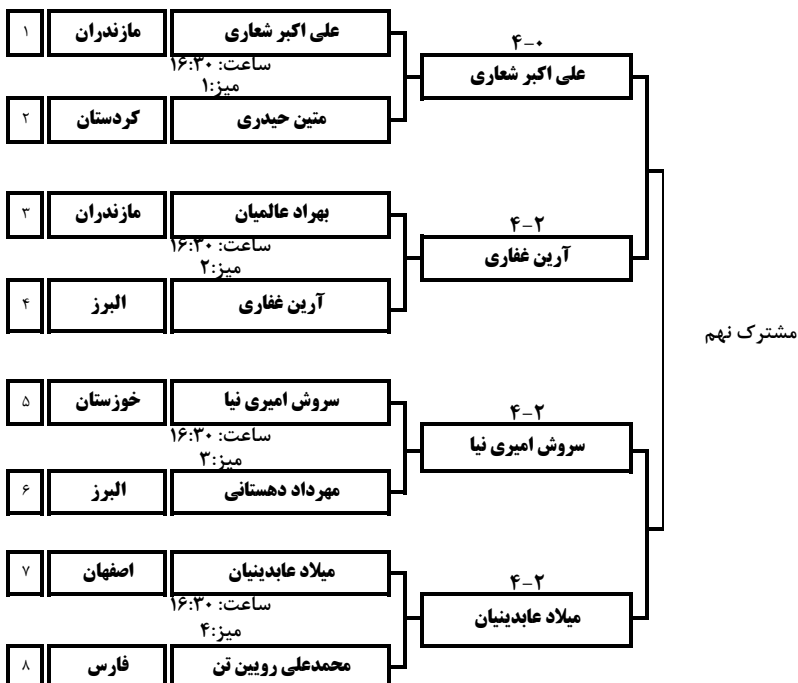 ۱ مازندران علی اکبر شعاری
ساعت: ۱۶:۳۰
میز:۱
۴-۰
علی اکبر شعاری
۲ کردستان متین حیدری
۳ مازندران بهراد عالمیان
ساعت: ۱۶:۳۰
میز:۲
۴-۲
آرین غفاری
۴ البرز آرین غفاری
مشترک نهم
۵ خوزستان سروش امیری نیا
ساعت: ۱۶:۳۰
میز:۳
۴-۲
سروش امیری نیا
۶ البرز مهرداد دهستانی
۷ اصفهان میلاد عابدینیان
ساعت: ۱۶:۳۰
میز:۴
۴-۲
میلاد عابدینیان
۸ فارس محمدعلی رویین تن